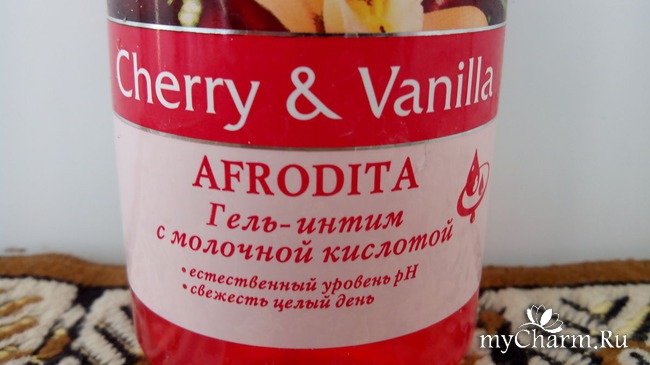 Cherry & Vanilla
AFRODITA
Гель-интим
с молочной кислотой
• естественный уровень pH
• свежесть целый день
myCharm.Ru